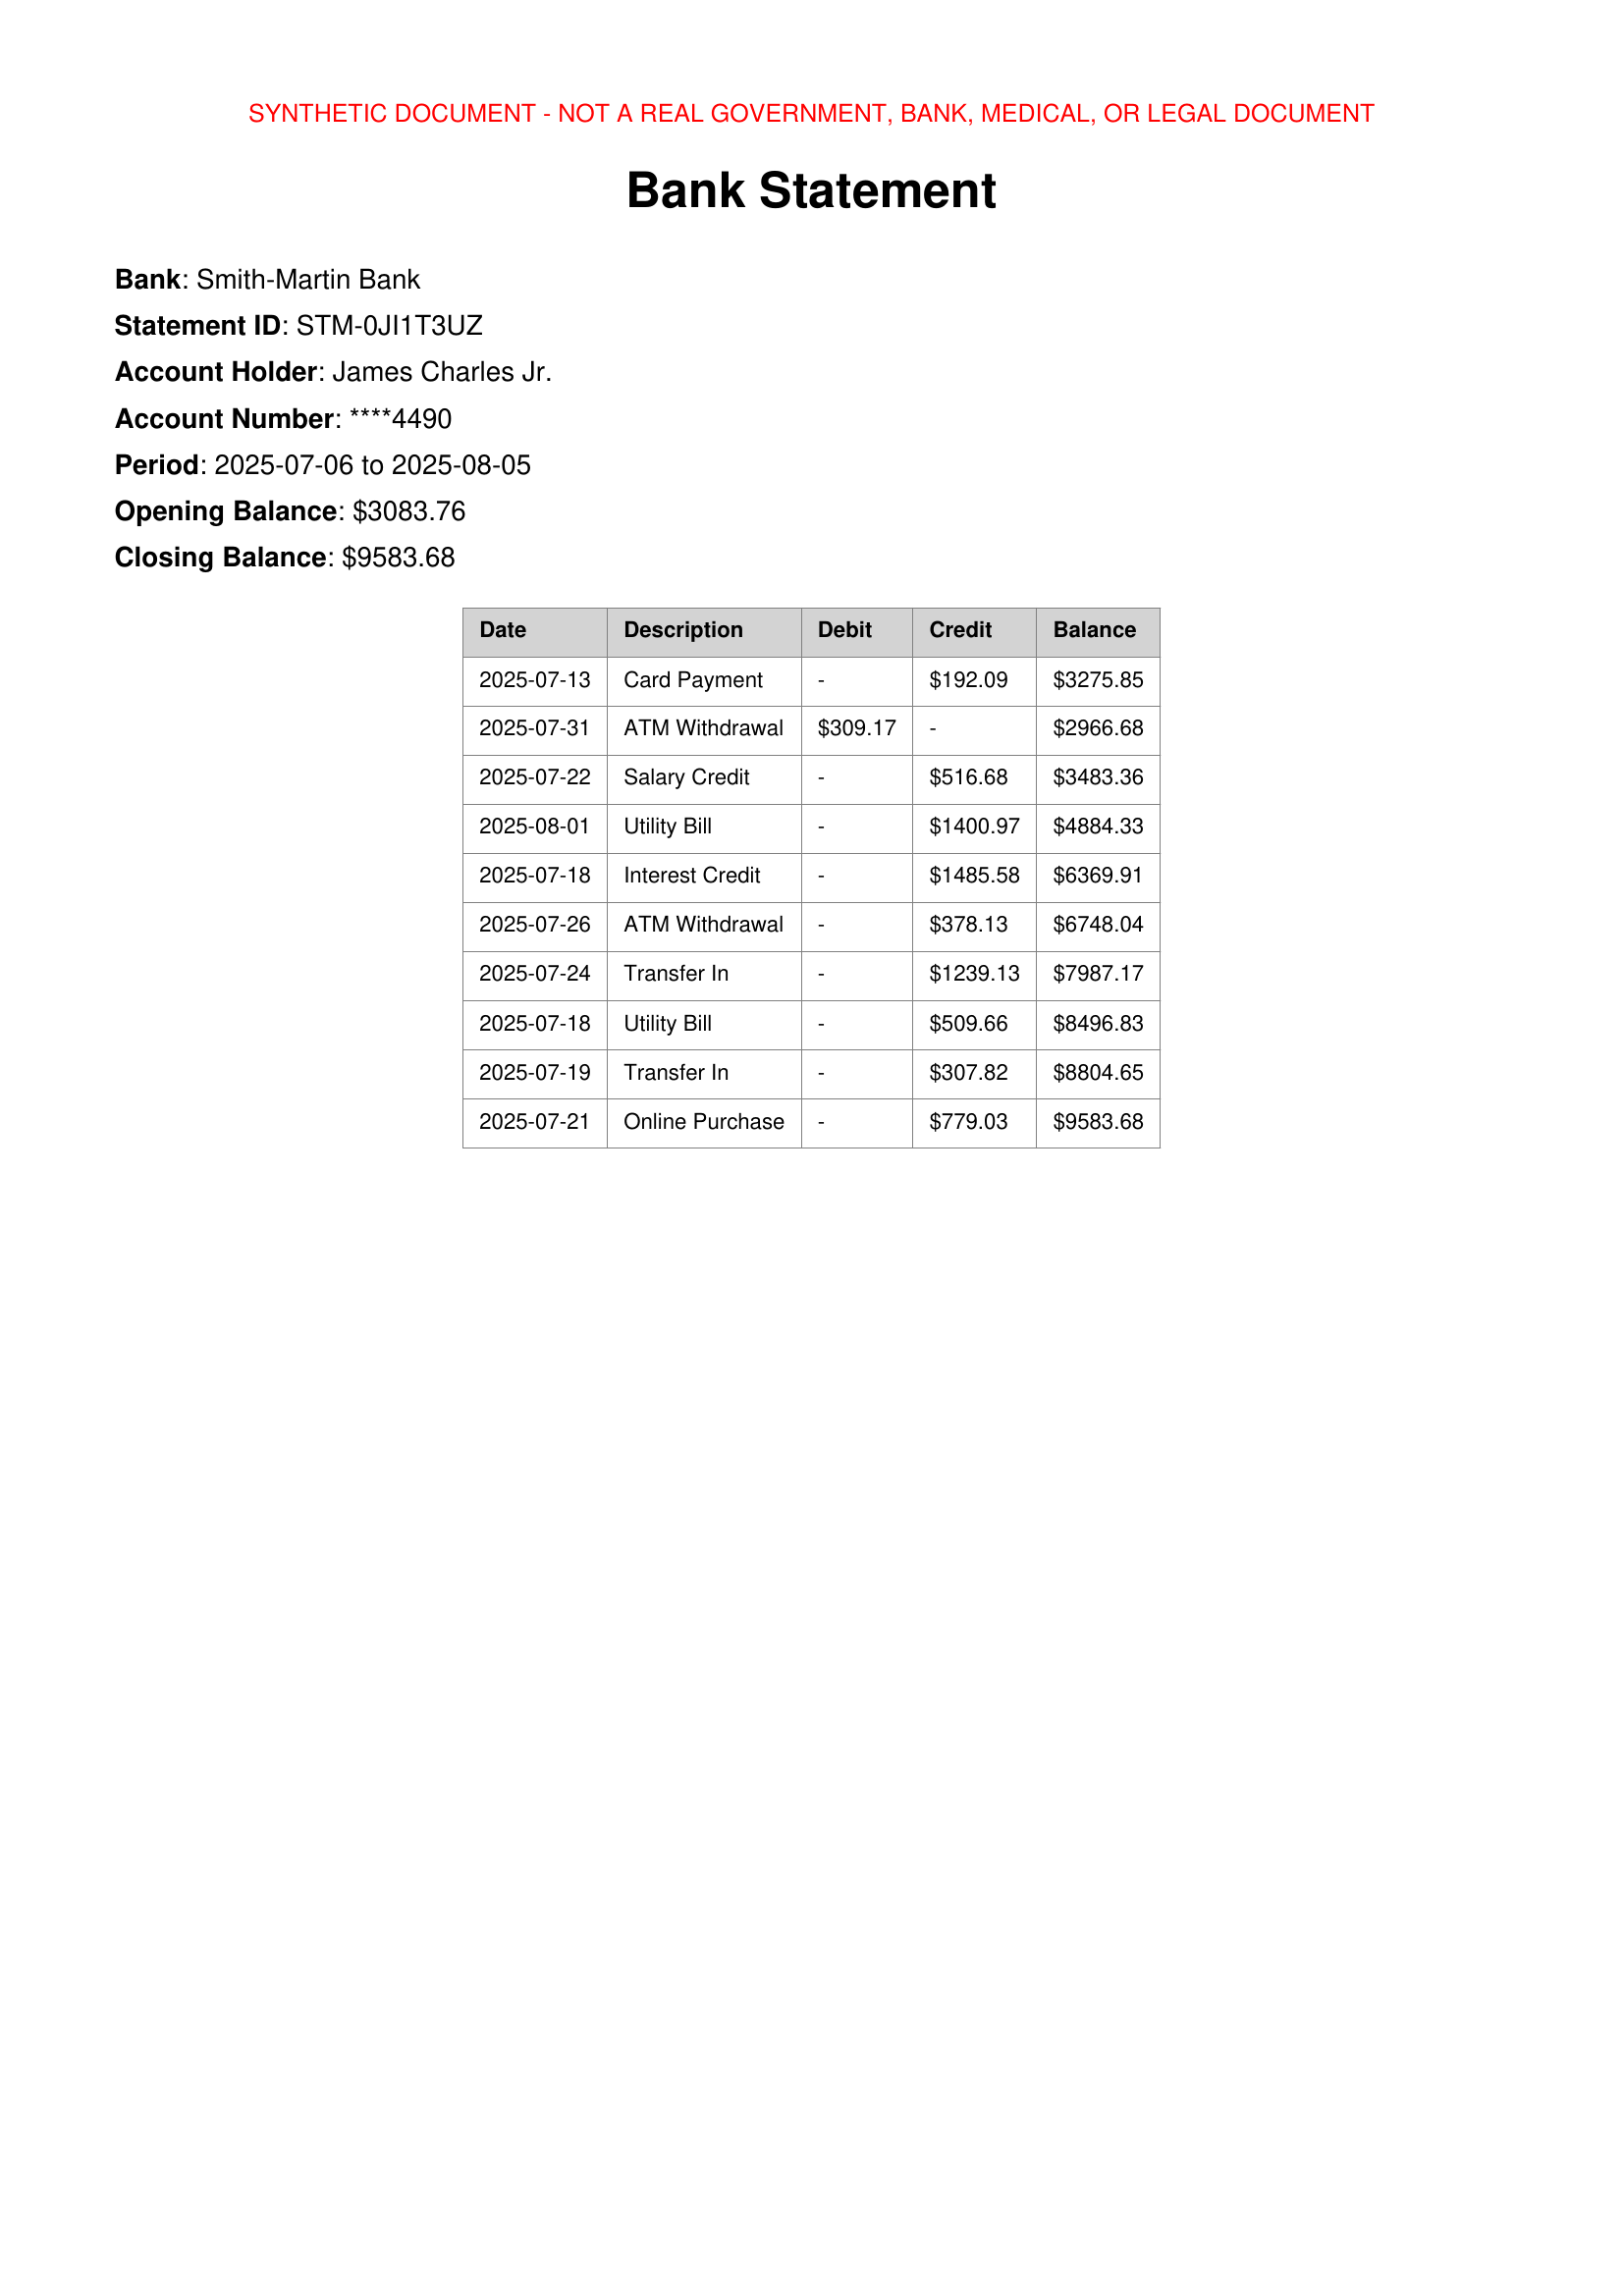 SYNTHETIC DOCUMENT - NOT A REAL GOVERNMENT, BANK, MEDICAL, OR LEGAL DOCUMENT
Bank Statement
Bank: Smith-Martin Bank
Statement ID: STM-0JI1T3UZ
Account Holder: James Charles Jr.
Account Number: ****4490
Period: 2025-07-06 to 2025-08-05
Opening Balance: $3083.76
Closing Balance: $9583.68
Date Description Debit Credit Balance
2025-07-13 Card Payment - $192.09 $3275.85
2025-07-31 ATM Withdrawal $309.17 - $2966.68
2025-07-22 Salary Credit - $516.68 $3483.36
2025-08-01 Utility Bill - $1400.97 $4884.33
2025-07-18 Interest Credit - $1485.58 $6369.91
2025-07-26 ATM Withdrawal - $378.13 $6748.04
2025-07-24 Transfer In - $1239.13 $7987.17
2025-07-18 Utility Bill - $509.66 $8496.83
2025-07-19 Transfer In - $307.82 $8804.65
2025-07-21 Online Purchase - $779.03 $9583.68